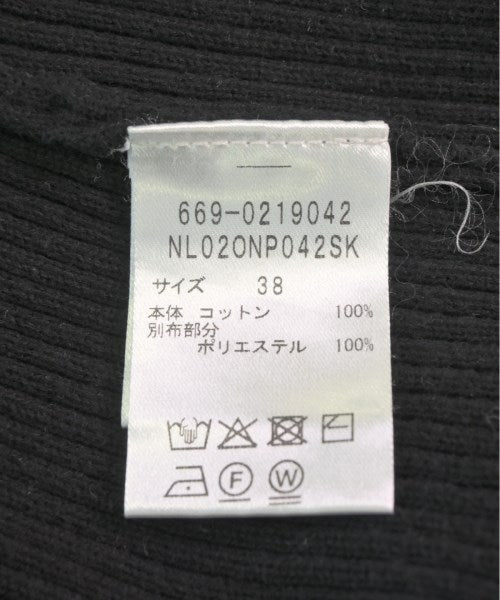 669-0219042
NL02ONP042SK
サイズ 38
本体 コットン 100%
別布部分
ポリエステル 100%
F W